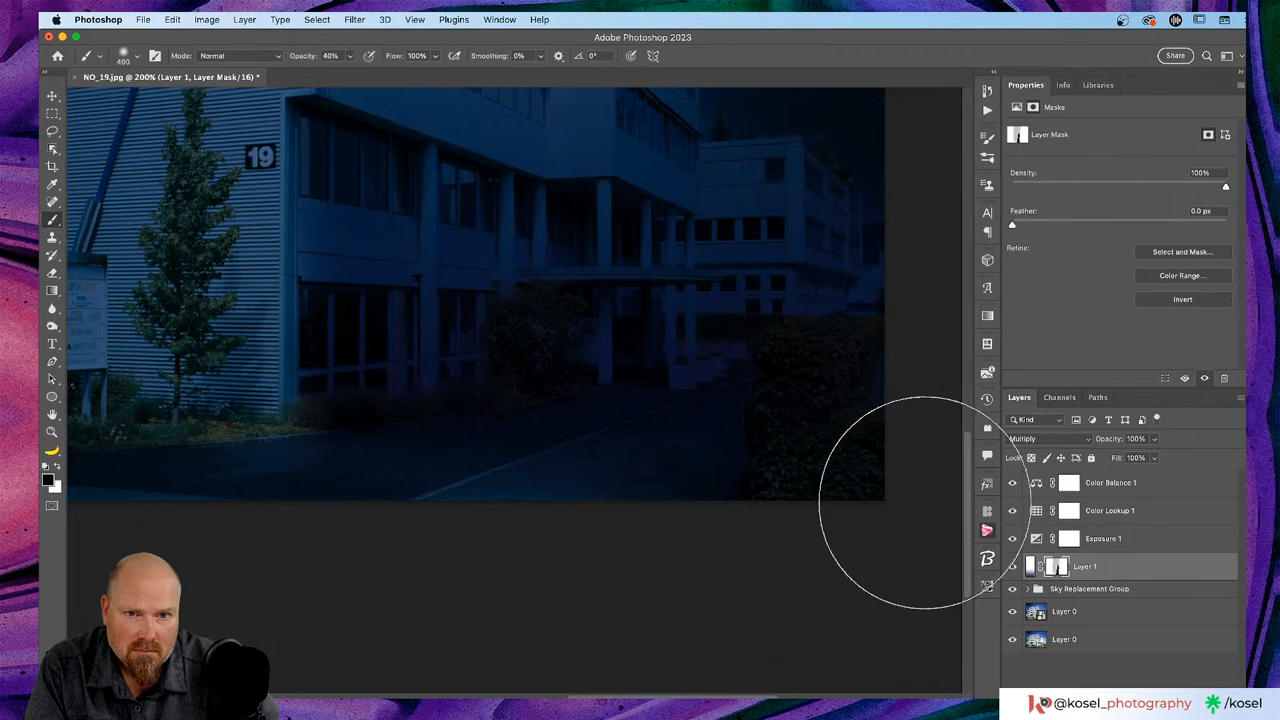 Photoshop File Edit Image Layer Type Select Filter 3D View Plugins Window Help
Adobe Photoshop 2023
400 Mode: Normal Opacity: 40% Flow: 100% Smoothing: 0% 0° Share
NO_19.jpg @ 200% (Layer 1, Layer Mask/16) *
19
Properties Info Libraries
Masks
Layer Mask
Density: 100%
Feather: 0.0 px
Refine: Select and Mask...
Color Range...
Invert
Layers Channels Paths
Kind
Multiply Opacity: 100%
Lock: Fill: 100%
Color Balance 1
Color Lookup 1
Exposure 1
Layer 1
Sky Replacement Group
Layer 0
Layer 0
@kosel_photography /kosel